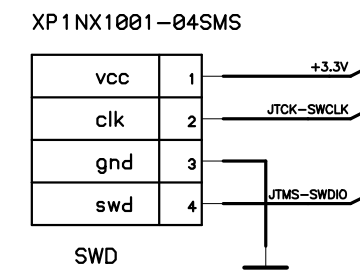 XP1NX1001-04SMS
vcc 1 +3.3V
clk 2 JTCK-SWCLK
gnd 3
swd 4 JTMS-SWDIO
SWD